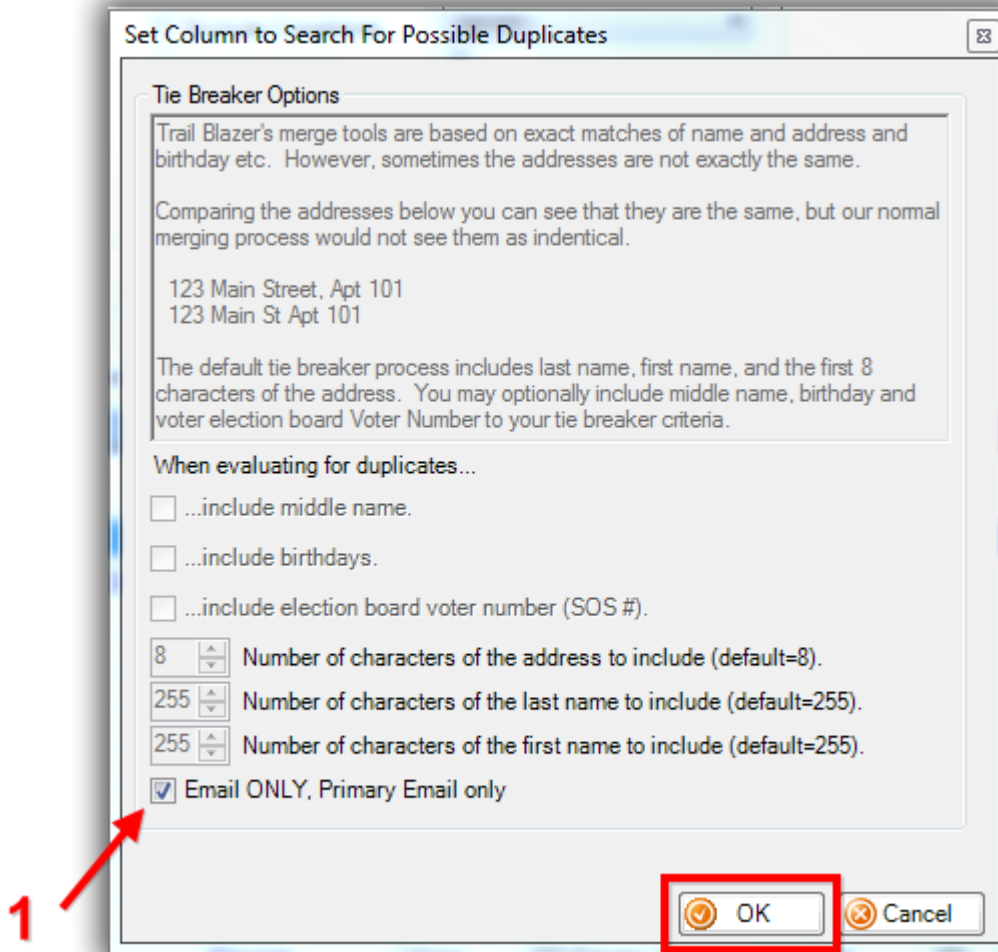 Set Column to Search For Possible Duplicates
Tie Breaker Options
Trail Blazer's merge tools are based on exact matches of name and address and
birthday etc.  However, sometimes the addresses are not exactly the same.
Comparing the addresses below you can see that they are the same, but our normal
merging process would not see them as indentical.
123 Main Street, Apt 101
123 Main St Apt 101
The default tie breaker process includes last name, first name, and the first 8
characters of the address.  You may optionally include middle name, birthday and
voter election board Voter Number to your tie breaker criteria.
When evaluating for duplicates...
...include middle name.
...include birthdays.
...include election board voter number (SOS #).
8 Number of characters of the address to include (default=8).
255 Number of characters of the last name to include (default=255).
255 Number of characters of the first name to include (default=255).
Email ONLY, Primary Email only
1
OK Cancel